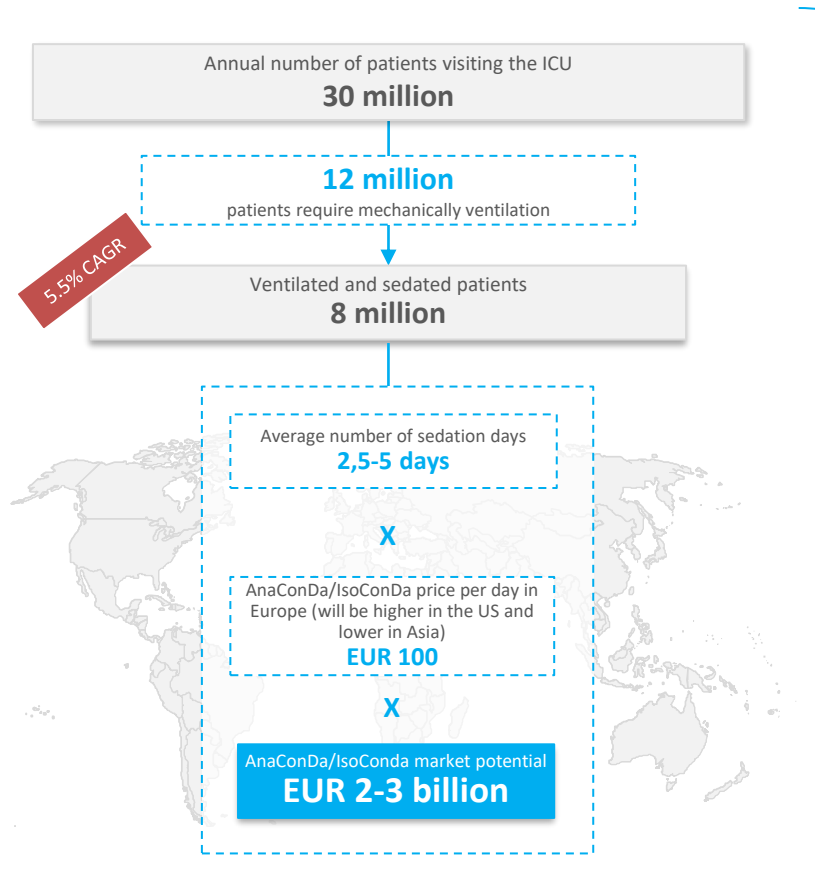 Annual number of patients visiting the ICU
30 million
12 million
patients require mechanically ventilation
5.5% CAGR
Ventilated and sedated patients
8 million
Average number of sedation days
2,5-5 days
X
AnaConDa/IsoConDa price per day in
Europe (will be higher in the US and
lower in Asia)
EUR 100
X
AnaConDa/IsoConda market potential
EUR 2-3 billion